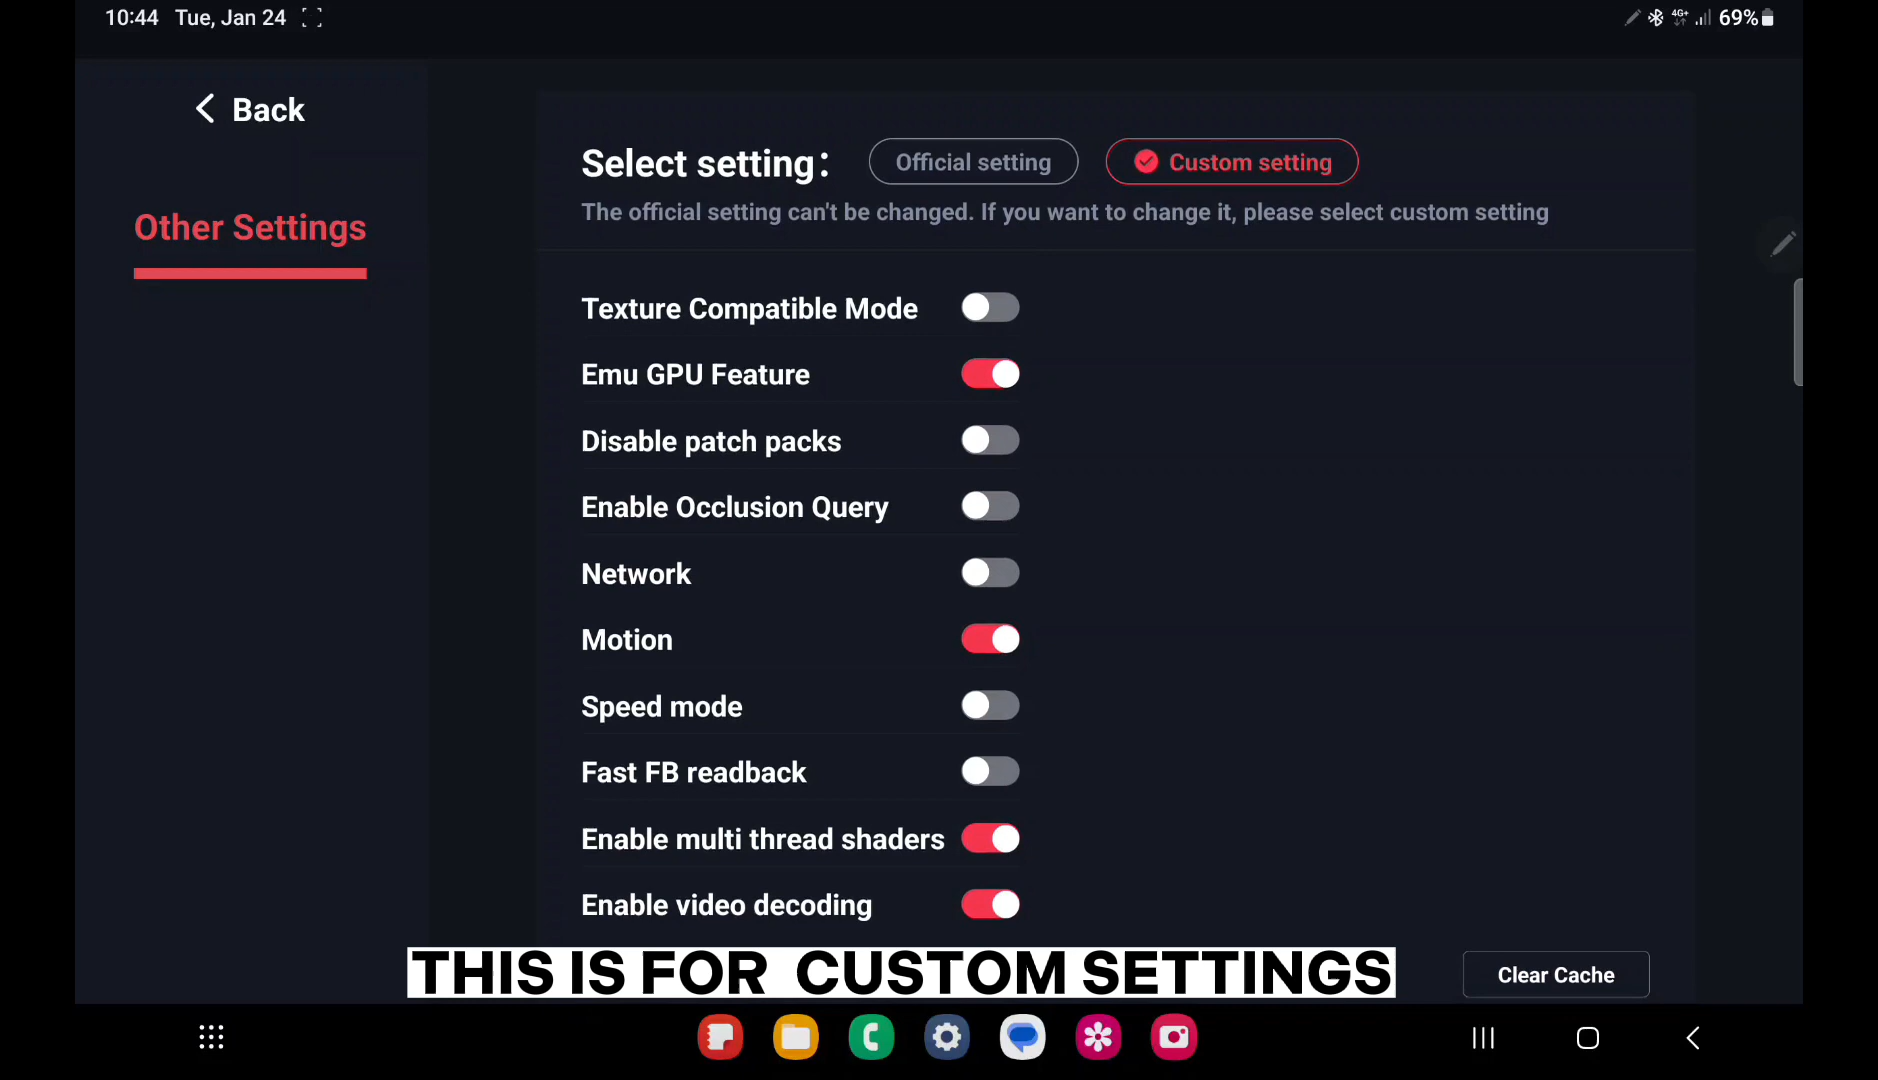 10:44 Tue, Jan 24
4G+ 69%
Back
Other Settings
Select setting: Official setting Custom setting
The official setting can't be changed. If you want to change it, please select custom setting
Texture Compatible Mode
Emu GPU Feature
Disable patch packs
Enable Occlusion Query
Network
Motion
Speed mode
Fast FB readback
Enable multi thread shaders
Enable video decoding
THIS IS FOR CUSTOM SETTINGS
Clear Cache